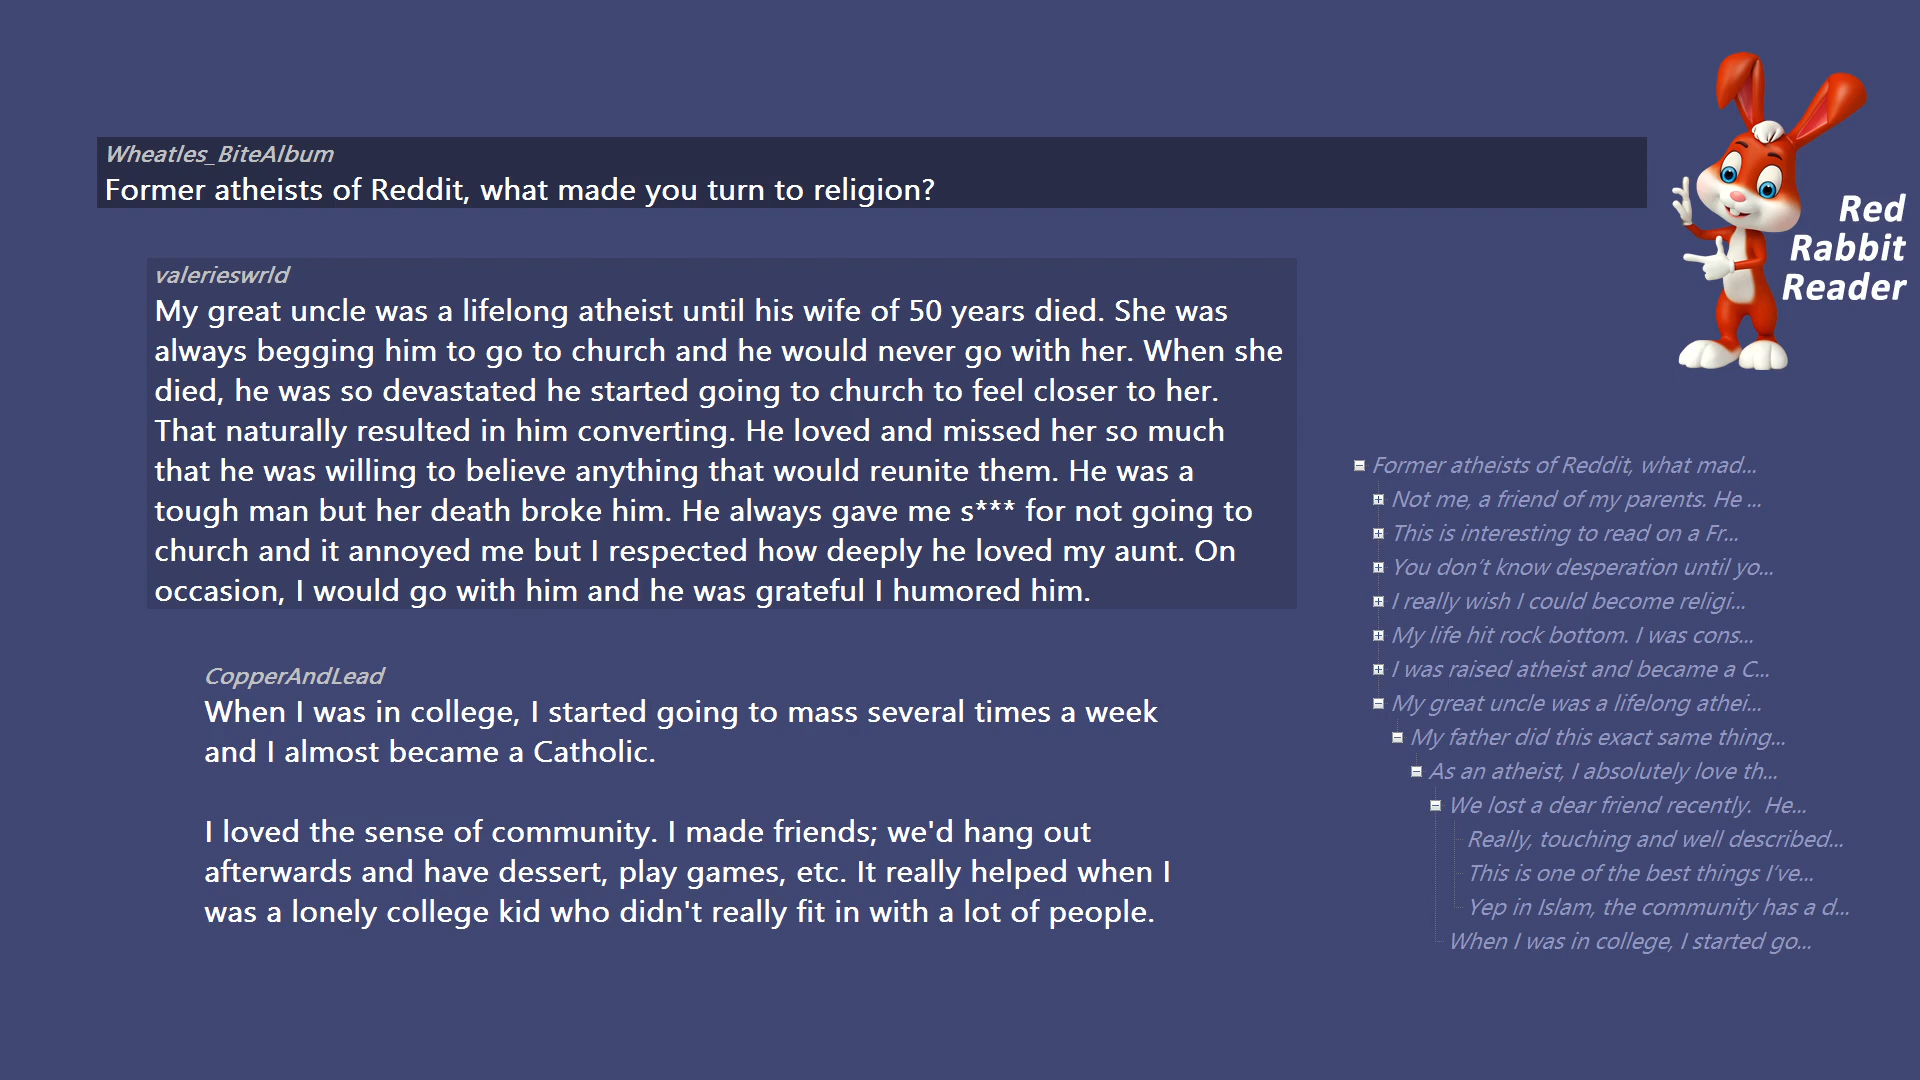 Wheatles_BiteAlbum
Former atheists of Reddit, what made you turn to religion?
valerieswrld
My great uncle was a lifelong atheist until his wife of 50 years died. She was
always begging him to go to church and he would never go with her. When she
died, he was so devastated he started going to church to feel closer to her.
That naturally resulted in him converting. He loved and missed her so much
that he was willing to believe anything that would reunite them. He was a
tough man but her death broke him. He always gave me s*** for not going to
church and it annoyed me but I respected how deeply he loved my aunt. On
occasion, I would go with him and he was grateful I humored him.
CopperAndLead
When I was in college, I started going to mass several times a week
and I almost became a Catholic.
I loved the sense of community. I made friends; we'd hang out
afterwards and have dessert, play games, etc. It really helped when I
was a lonely college kid who didn't really fit in with a lot of people.
Red
Rabbit
Reader
Former atheists of Reddit, what mad...
Not me, a friend of my parents. He ...
This is interesting to read on a Fr...
You don’t know desperation until yo...
I really wish I could become religi...
My life hit rock bottom. I was cons...
I was raised atheist and became a C...
My great uncle was a lifelong athei...
My father did this exact same thing...
As an atheist, I absolutely love th...
We lost a dear friend recently.  He...
Really, touching and well described...
This is one of the best things I’ve...
Yep in Islam, the community has a d...
When I was in college, I started go...